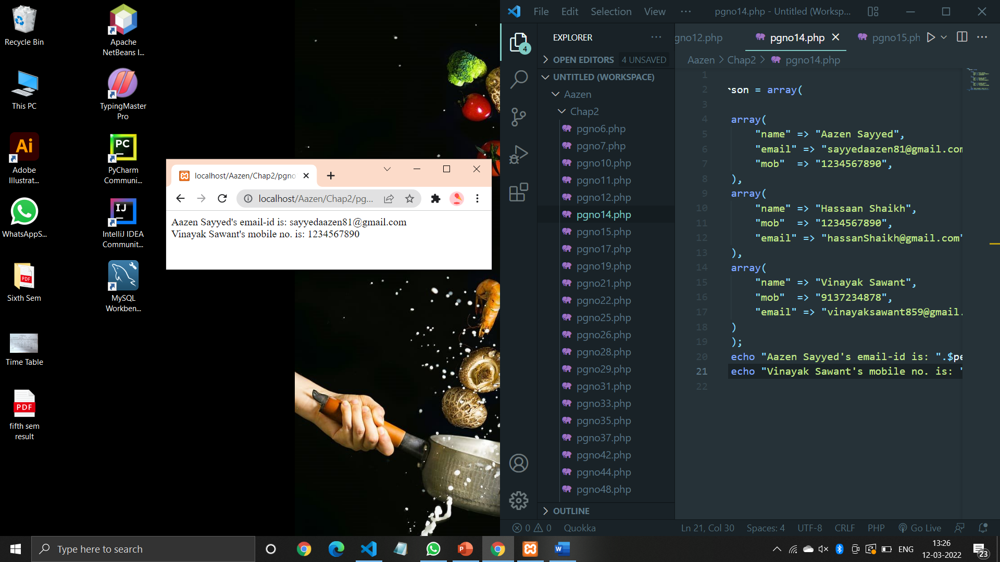 Recycle Bin
Apache
NetBeans I...
This PC
TypingMaster
Pro
Ai
Adobe
Illustrat...
PC
PyCharm
Communi...
WhatsAppS...
IJ
IntelliJ IDEA
Communit...
PDF
Sixth Sem
MySQL
Workben...
Time Table
PDF
fifth sem
result
localhost/Aazen/Chap2/pgno
localhost/Aazen/Chap2/pg...
Aazen Sayyed's email-id is: sayyedaazen81@gmail.com
Vinayak Sawant's mobile no. is: 1234567890
File Edit Selection View ··· pgno14.php - Untitled (Worksp...
EXPLORER ···
4
OPEN EDITORS 4 UNSAVED
UNTITLED (WORKSPACE)
Aazen
Chap2
pgno6.php
pgno7.php
pgno10.php
pgno11.php
pgno12.php
pgno14.php
pgno15.php
pgno17.php
pgno19.php
pgno21.php
pgno22.php
pgno25.php
pgno26.php
pgno28.php
pgno29.php
pgno31.php
pgno33.php
pgno35.php
pgno37.php
pgno42.php
pgno44.php
pgno48.php
OUTLINE
gno12.php pgno14.php pgno15.ph
Aazen > Chap2 > pgno14.php
1
2 rson = array(
3
4 array(
5 "name" => "Aazen Sayyed",
6 "email" => "sayyedaazen81@gmail.com
7 "mob" => "1234567890",
8 ),
9 array(
10 "name" => "Hassaan Shaikh",
11 "mob" => "1234567890",
12 "email" => "hassanShaikh@gmail.com"
13 ),
14 array(
15 "name" => "Vinayak Sawant",
16 "mob" => "9137234878",
17 "email" => "vinayaksawant859@gmail.
18 )
19 );
20 echo "Aazen Sayyed's email-id is: ".$pe
21 echo "Vinayak Sawant's mobile no. is: "
22
0 0 Quokka Ln 21, Col 30 Spaces: 4 UTF-8 CRLF PHP Go Live
Type here to search
P
W
ENG
13:26
12-03-2022
23